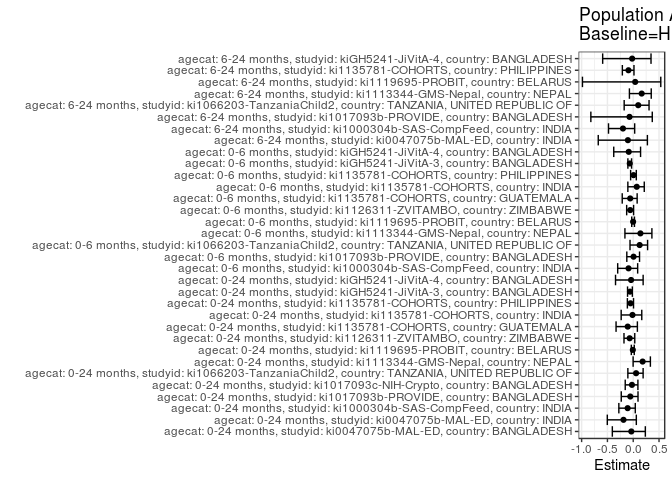 Population A
Baseline=H
agecat: 6-24 months, studyid: kiGH5241-JiVitA-4, country: BANGLADESH
agecat: 6-24 months, studyid: ki1135781-COHORTS, country: PHILIPPINES
agecat: 6-24 months, studyid: ki1119695-PROBIT, country: BELARUS
agecat: 6-24 months, studyid: ki1113344-GMS-Nepal, country: NEPAL
agecat: 6-24 months, studyid: ki1066203-TanzaniaChild2, country: TANZANIA, UNITED REPUBLIC OF
agecat: 6-24 months, studyid: ki1017093b-PROVIDE, country: BANGLADESH
agecat: 6-24 months, studyid: ki1000304b-SAS-CompFeed, country: INDIA
agecat: 6-24 months, studyid: ki0047075b-MAL-ED, country: INDIA
agecat: 0-6 months, studyid: kiGH5241-JiVitA-4, country: BANGLADESH
agecat: 0-6 months, studyid: kiGH5241-JiVitA-3, country: BANGLADESH
agecat: 0-6 months, studyid: ki1135781-COHORTS, country: PHILIPPINES
agecat: 0-6 months, studyid: ki1135781-COHORTS, country: INDIA
agecat: 0-6 months, studyid: ki1135781-COHORTS, country: GUATEMALA
agecat: 0-6 months, studyid: ki1126311-ZVITAMBO, country: ZIMBABWE
agecat: 0-6 months, studyid: ki1119695-PROBIT, country: BELARUS
agecat: 0-6 months, studyid: ki1113344-GMS-Nepal, country: NEPAL
agecat: 0-6 months, studyid: ki1066203-TanzaniaChild2, country: TANZANIA, UNITED REPUBLIC OF
agecat: 0-6 months, studyid: ki1017093b-PROVIDE, country: BANGLADESH
agecat: 0-6 months, studyid: ki1000304b-SAS-CompFeed, country: INDIA
agecat: 0-24 months, studyid: kiGH5241-JiVitA-4, country: BANGLADESH
agecat: 0-24 months, studyid: kiGH5241-JiVitA-3, country: BANGLADESH
agecat: 0-24 months, studyid: ki1135781-COHORTS, country: PHILIPPINES
agecat: 0-24 months, studyid: ki1135781-COHORTS, country: INDIA
agecat: 0-24 months, studyid: ki1135781-COHORTS, country: GUATEMALA
agecat: 0-24 months, studyid: ki1126311-ZVITAMBO, country: ZIMBABWE
agecat: 0-24 months, studyid: ki1119695-PROBIT, country: BELARUS
agecat: 0-24 months, studyid: ki1113344-GMS-Nepal, country: NEPAL
agecat: 0-24 months, studyid: ki1066203-TanzaniaChild2, country: TANZANIA, UNITED REPUBLIC OF
agecat: 0-24 months, studyid: ki1017093c-NIH-Crypto, country: BANGLADESH
agecat: 0-24 months, studyid: ki1017093b-PROVIDE, country: BANGLADESH
agecat: 0-24 months, studyid: ki1000304b-SAS-CompFeed, country: INDIA
agecat: 0-24 months, studyid: ki0047075b-MAL-ED, country: INDIA
agecat: 0-24 months, studyid: ki0047075b-MAL-ED, country: BANGLADESH
-1.0 -0.5 0.0 0.5
Estimate